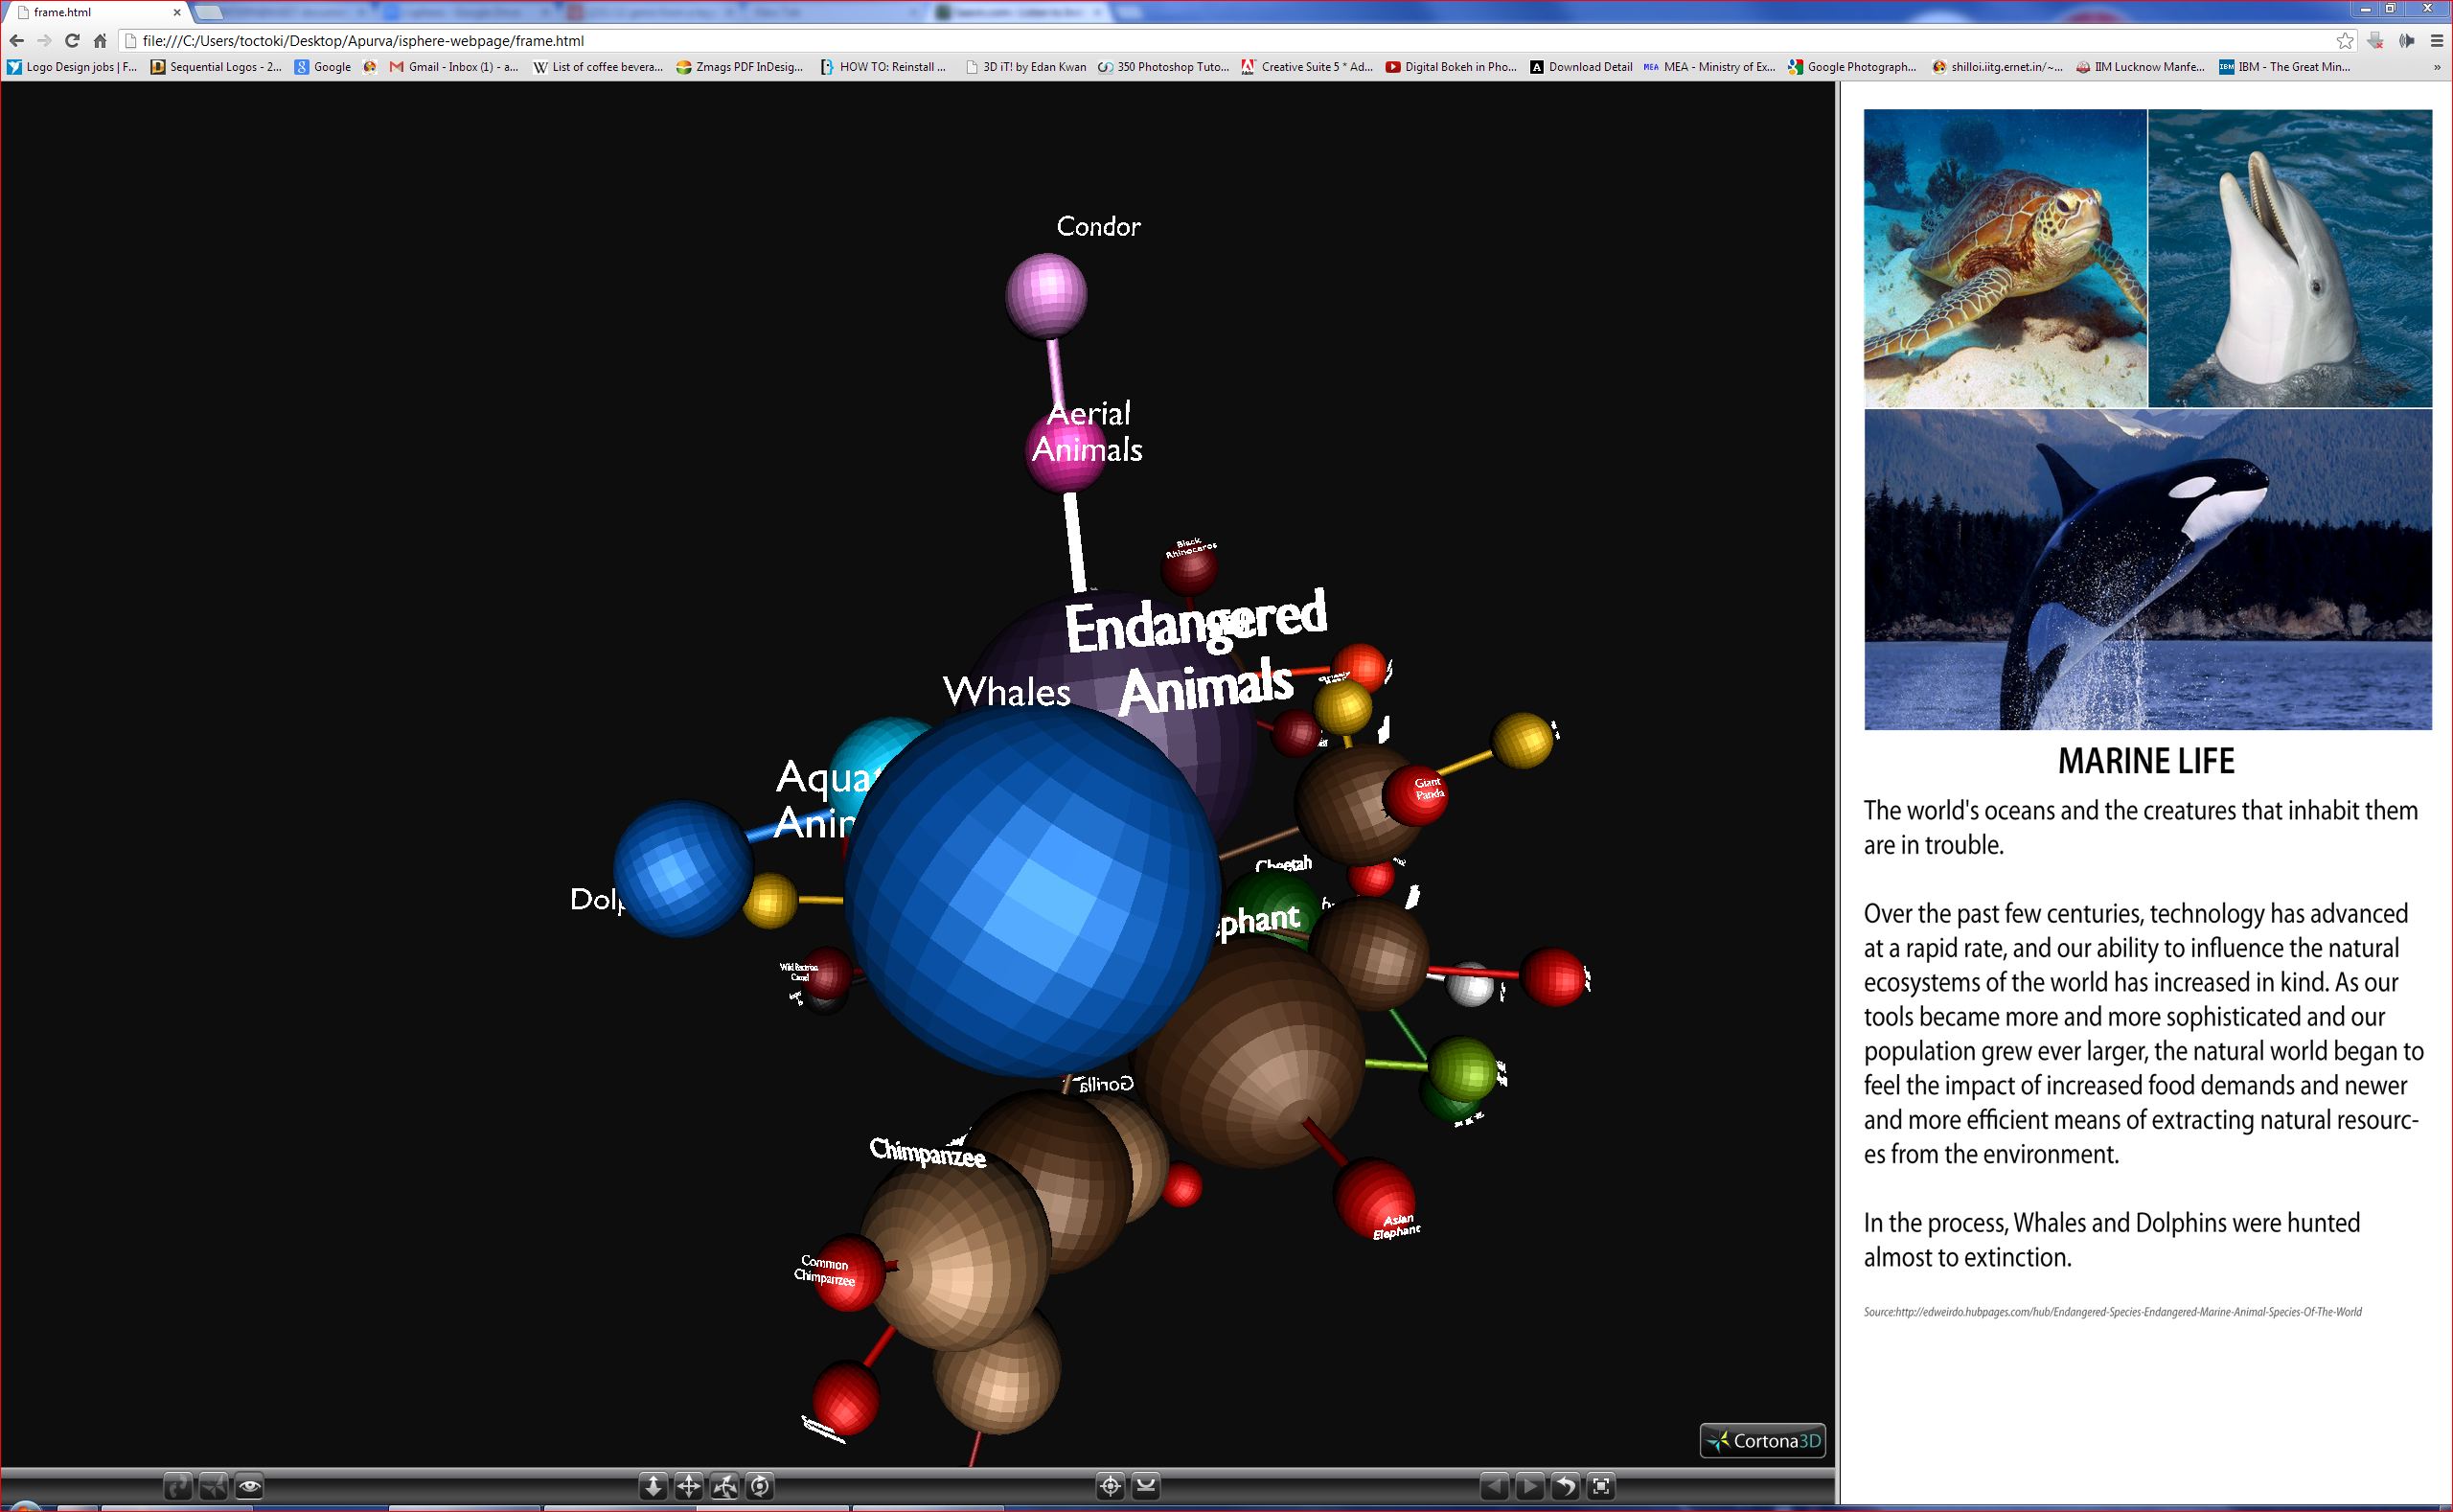 frame.html
file:///C:/Users/toctoki/Desktop/Apurva/isphere-webpage/frame.html
Logo Design jobs | F...
Sequential Logos - 2...
Google
Gmail - Inbox (1) - a...
List of coffee bevera...
Zmags PDF InDesig...
HOW TO: Reinstall ...
3D iT! by Edan Kwan
350 Photoshop Tuto...
Creative Suite 5 * Ad...
Digital Bokeh in Pho...
Download Detail
MEA - Ministry of Ex...
Google Photograph...
shilloi.iitg.ernet.in/~...
IIM Lucknow Manfe...
IBM - The Great Min...
Condor
Aerial
Animals
Black
Rhinoceros
Endangered
Animals
Whales
Aqua
Anim
Giant
Panda
Cheetah
Dolp
ephant
Wild Bactrian
Camel
Gorilla
Chimpanzee
Asian
Elephant
Common
Chimpanzee
Cortona3D
MARINE LIFE
The world's oceans and the creatures that inhabit them
are in trouble.
Over the past few centuries, technology has advanced
at a rapid rate, and our ability to influence the natural
ecosystems of the world has increased in kind. As our
tools became more and more sophisticated and our
population grew ever larger, the natural world began to
feel the impact of increased food demands and newer
and more efficient means of extracting natural resourc-
es from the environment.
In the process, Whales and Dolphins were hunted
almost to extinction.
Source:http://edweirdo.hubpages.com/hub/Endangered-Species-Endangered-Marine-Animal-Species-Of-The-World